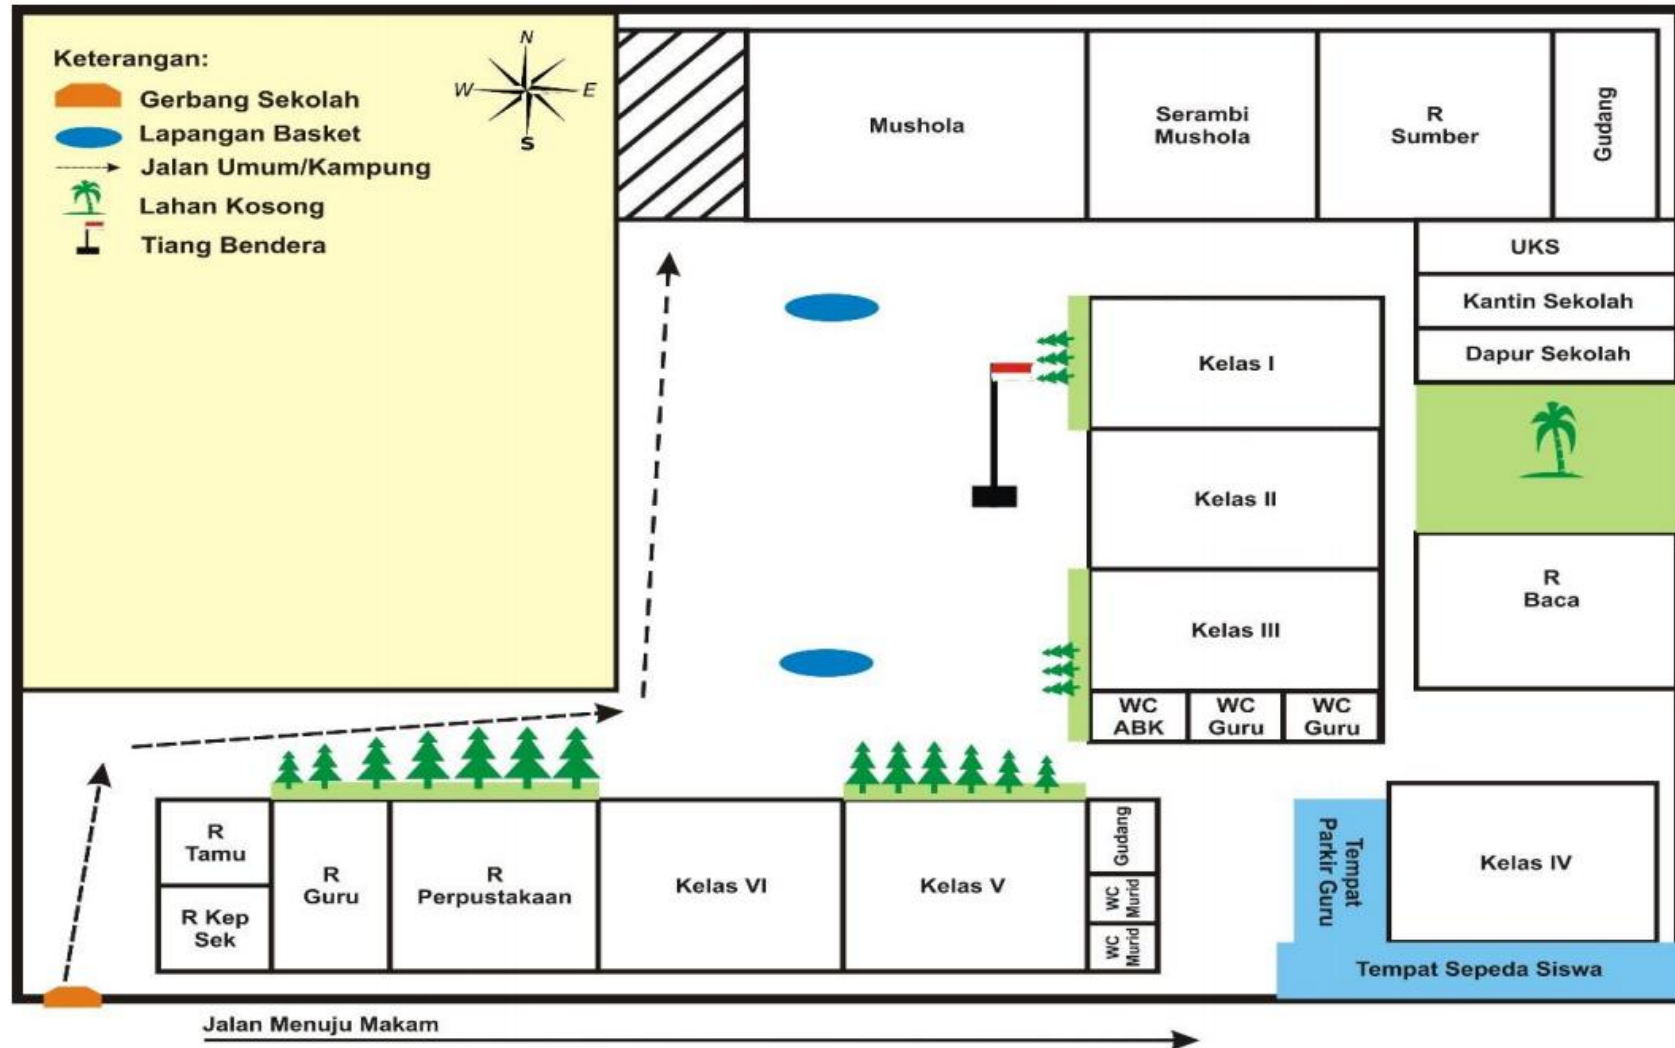 Keterangan:
Gerbang Sekolah
Lapangan Basket
Jalan Umum/Kampung
Lahan Kosong
Tiang Bendera
N
W
E
S
Mushola
Serambi
Mushola
R
Sumber
Gudang
UKS
Kantin Sekolah
Dapur Sekolah
Kelas I
Kelas II
Kelas III
WC
ABK
WC
Guru
WC
Guru
R
Baca
R
Tamu
R Kep
Sek
R
Guru
R
Perpustakaan
Kelas VI
Kelas V
Gudang
WC
Murid
WC
Murid
Tempat
Parkir Guru
Kelas IV
Tempat Sepeda Siswa
Jalan Menuju Makam